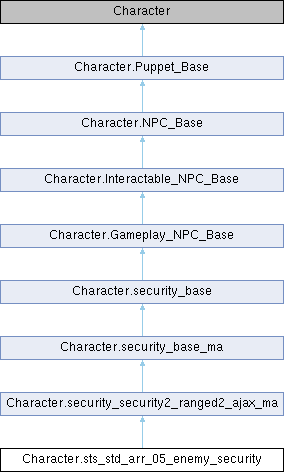 Character
Character.Puppet_Base
Character.NPC_Base
Character.Interactable_NPC_Base
Character.Gameplay_NPC_Base
Character.security_base
Character.security_base_ma
Character.security_security2_ranged2_ajax_ma
Character.sts_std_arr_05_enemy_security